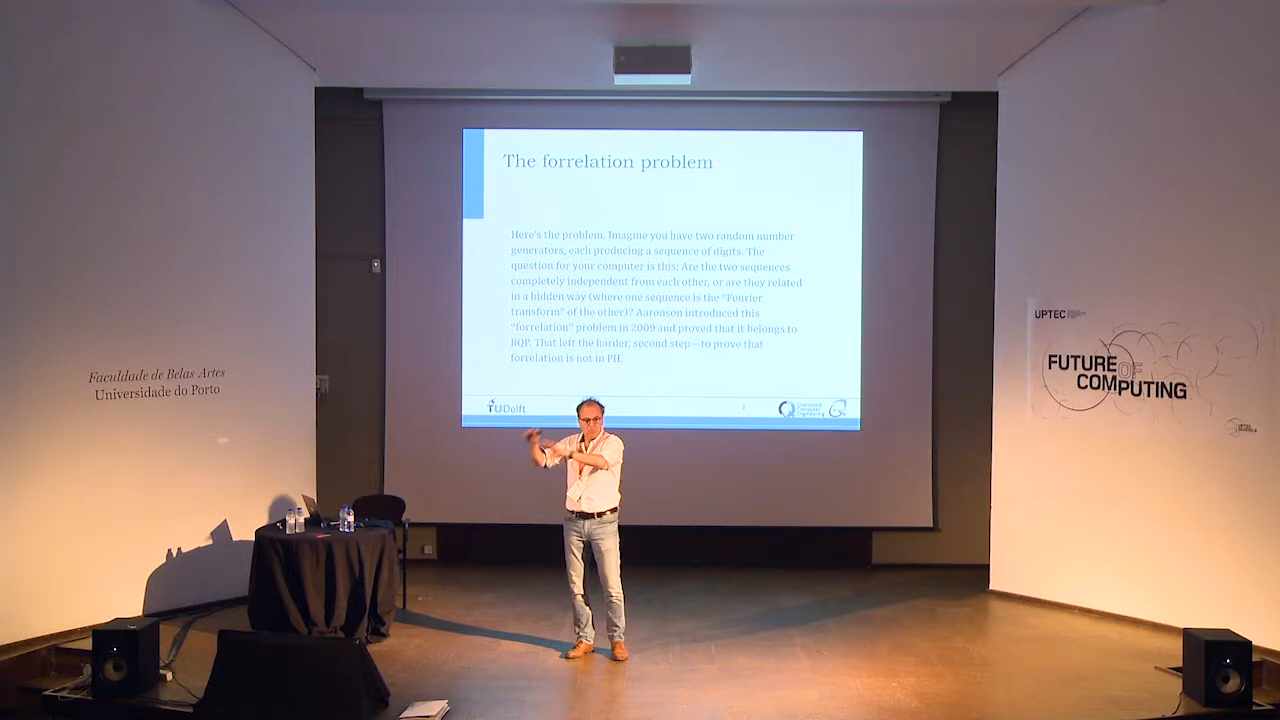 The forrelation problem
Here's the problem. Imagine you have two random number
generators, each producing a sequence of digits. The
question for your computer is this: Are the two sequences
completely independent from each other, or are they related
in a hidden way (where one sequence is the "Fourier
transform" of the other)? Aaronson introduced this
"forrelation" problem in 2009 and proved that it belongs to
BQP. That left the harder, second step—to prove that
forrelation is not in PH.
TUDelft
3
Quantum & Computer Engineering
Faculdade de Belas Artes
Universidade do Porto
UPTEC
FUTURE OF
COMPUTING